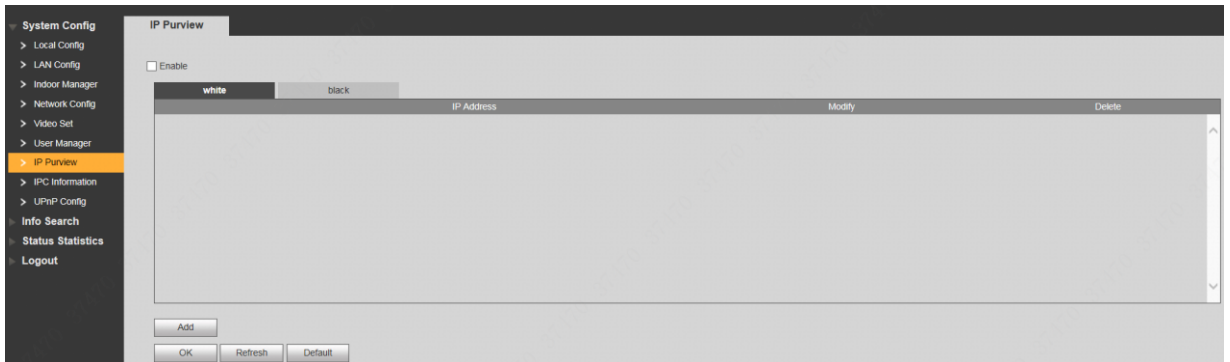 System Config
Local Config
LAN Config
Indoor Manager
Network Config
Video Set
User Manager
IP Purview
IPC Information
UPnP Config
Info Search
Status Statistics
Logout
IP Purview
Enable
white black
IP Address Modify Delete
Add
OK Refresh Default